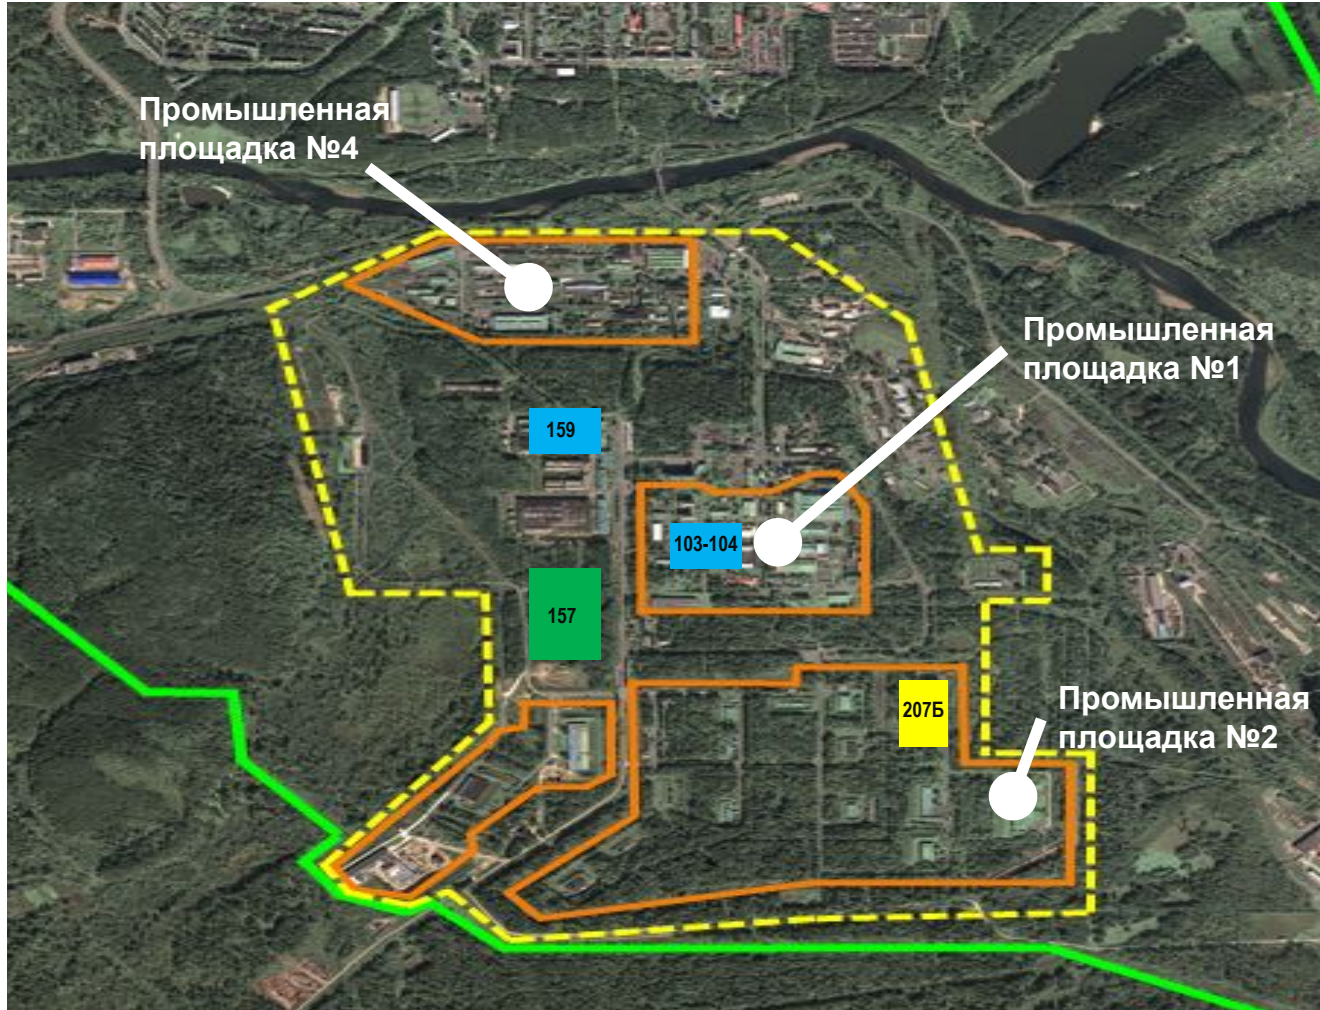 Промышленная
площадка №4
Промышленная
площадка №1
159
103-104
157
207Б
Промышленная
площадка №2